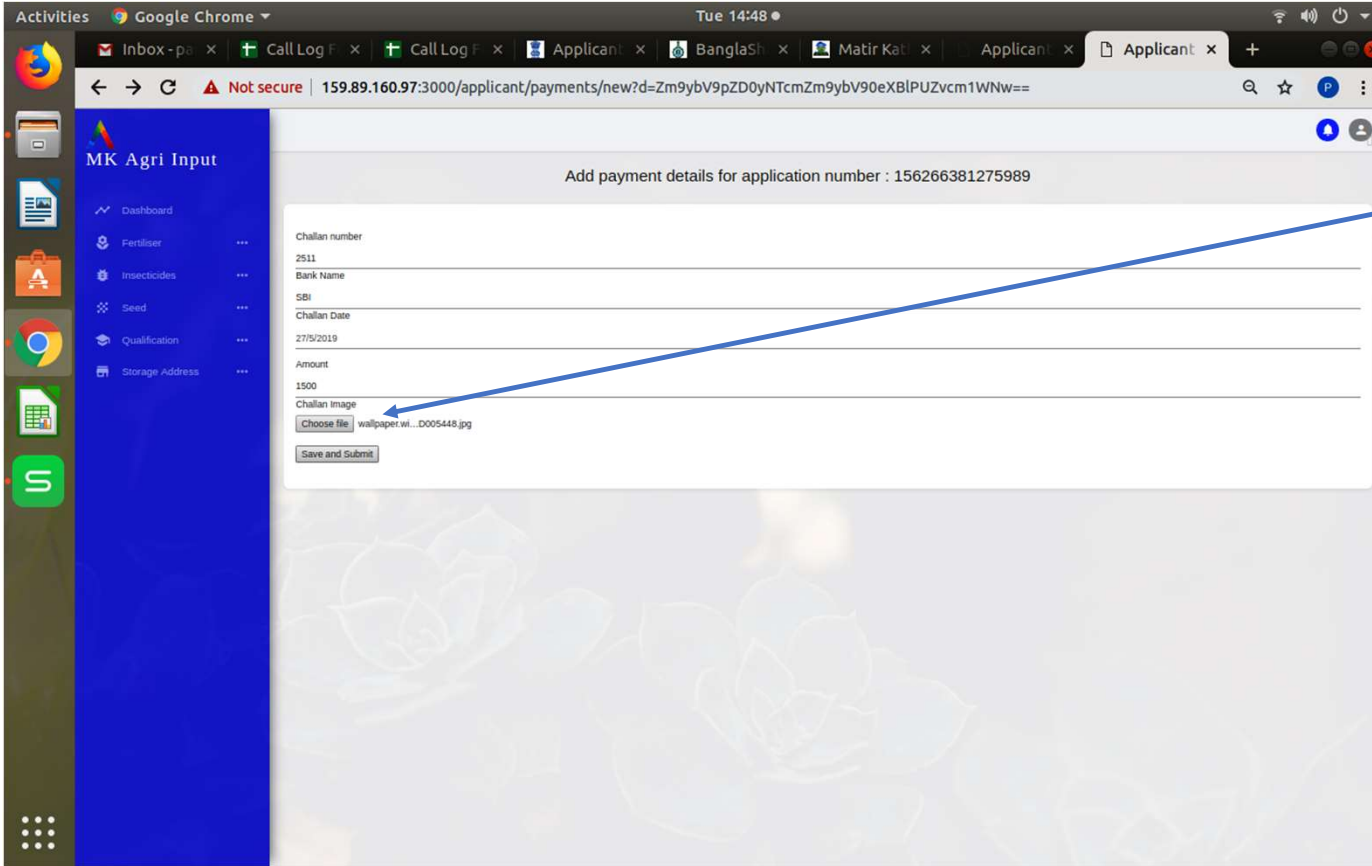 Activities Google Chrome Tue 14:48
Inbox - pa Call Log F Call Log F Applicant BanglaSh Matir Kati Applicant Applicant
Not secure 159.89.160.97:3000/applicant/payments/new?d=Zm9ybV9pZD0yNTcmZm9ybV90eXBlPUZvcm1WNw== P
MK Agri Input
Add payment details for application number : 156266381275989
Dashboard
Fertiliser
Insecticides
Seed
Qualification
Storage Address
Challan number
2511
Bank Name
SBI
Challan Date
27/5/2019
Amount
1500
Challan Image
Choose file wallpaper.wi...D005448.jpg
Save and Submit